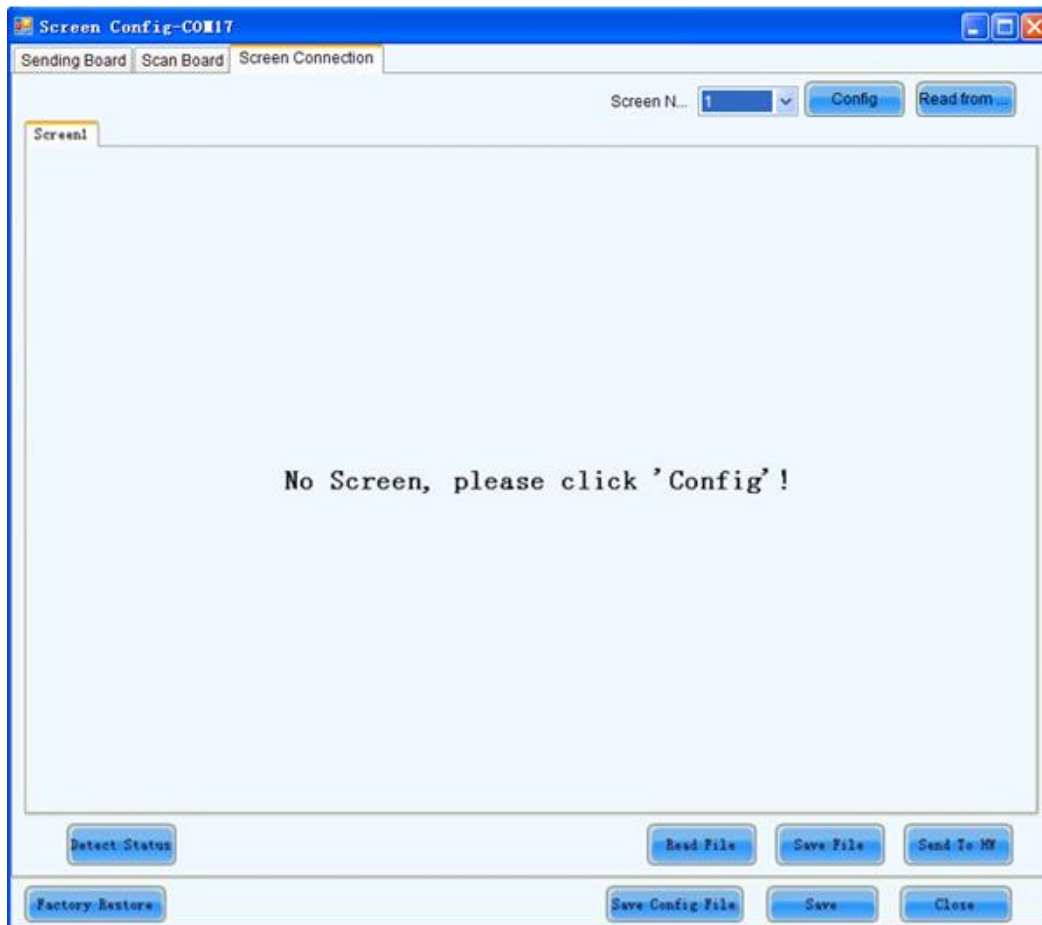 Screen Config-COM17
Sending Board Scan Board Screen Connection
Screen N... 1 Config Read from ...
Screen1
No Screen, please click 'Config'!
Detect Status Read File Save File Send To HW
Factory Restore Save Config File Save Close